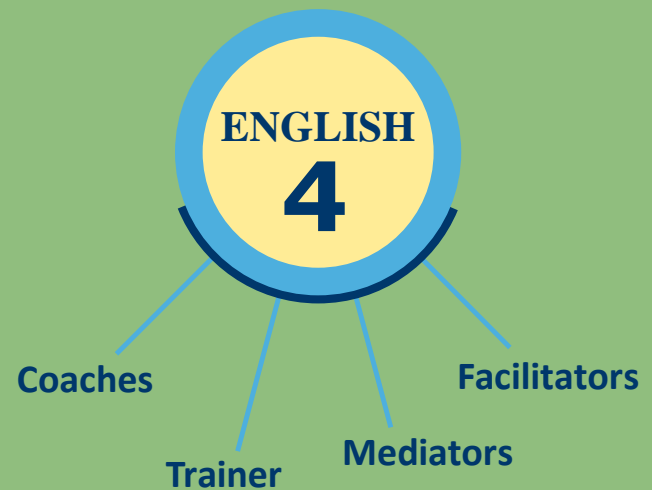 ENGLISH
4
Coaches
Trainer
Mediators
Facilitators